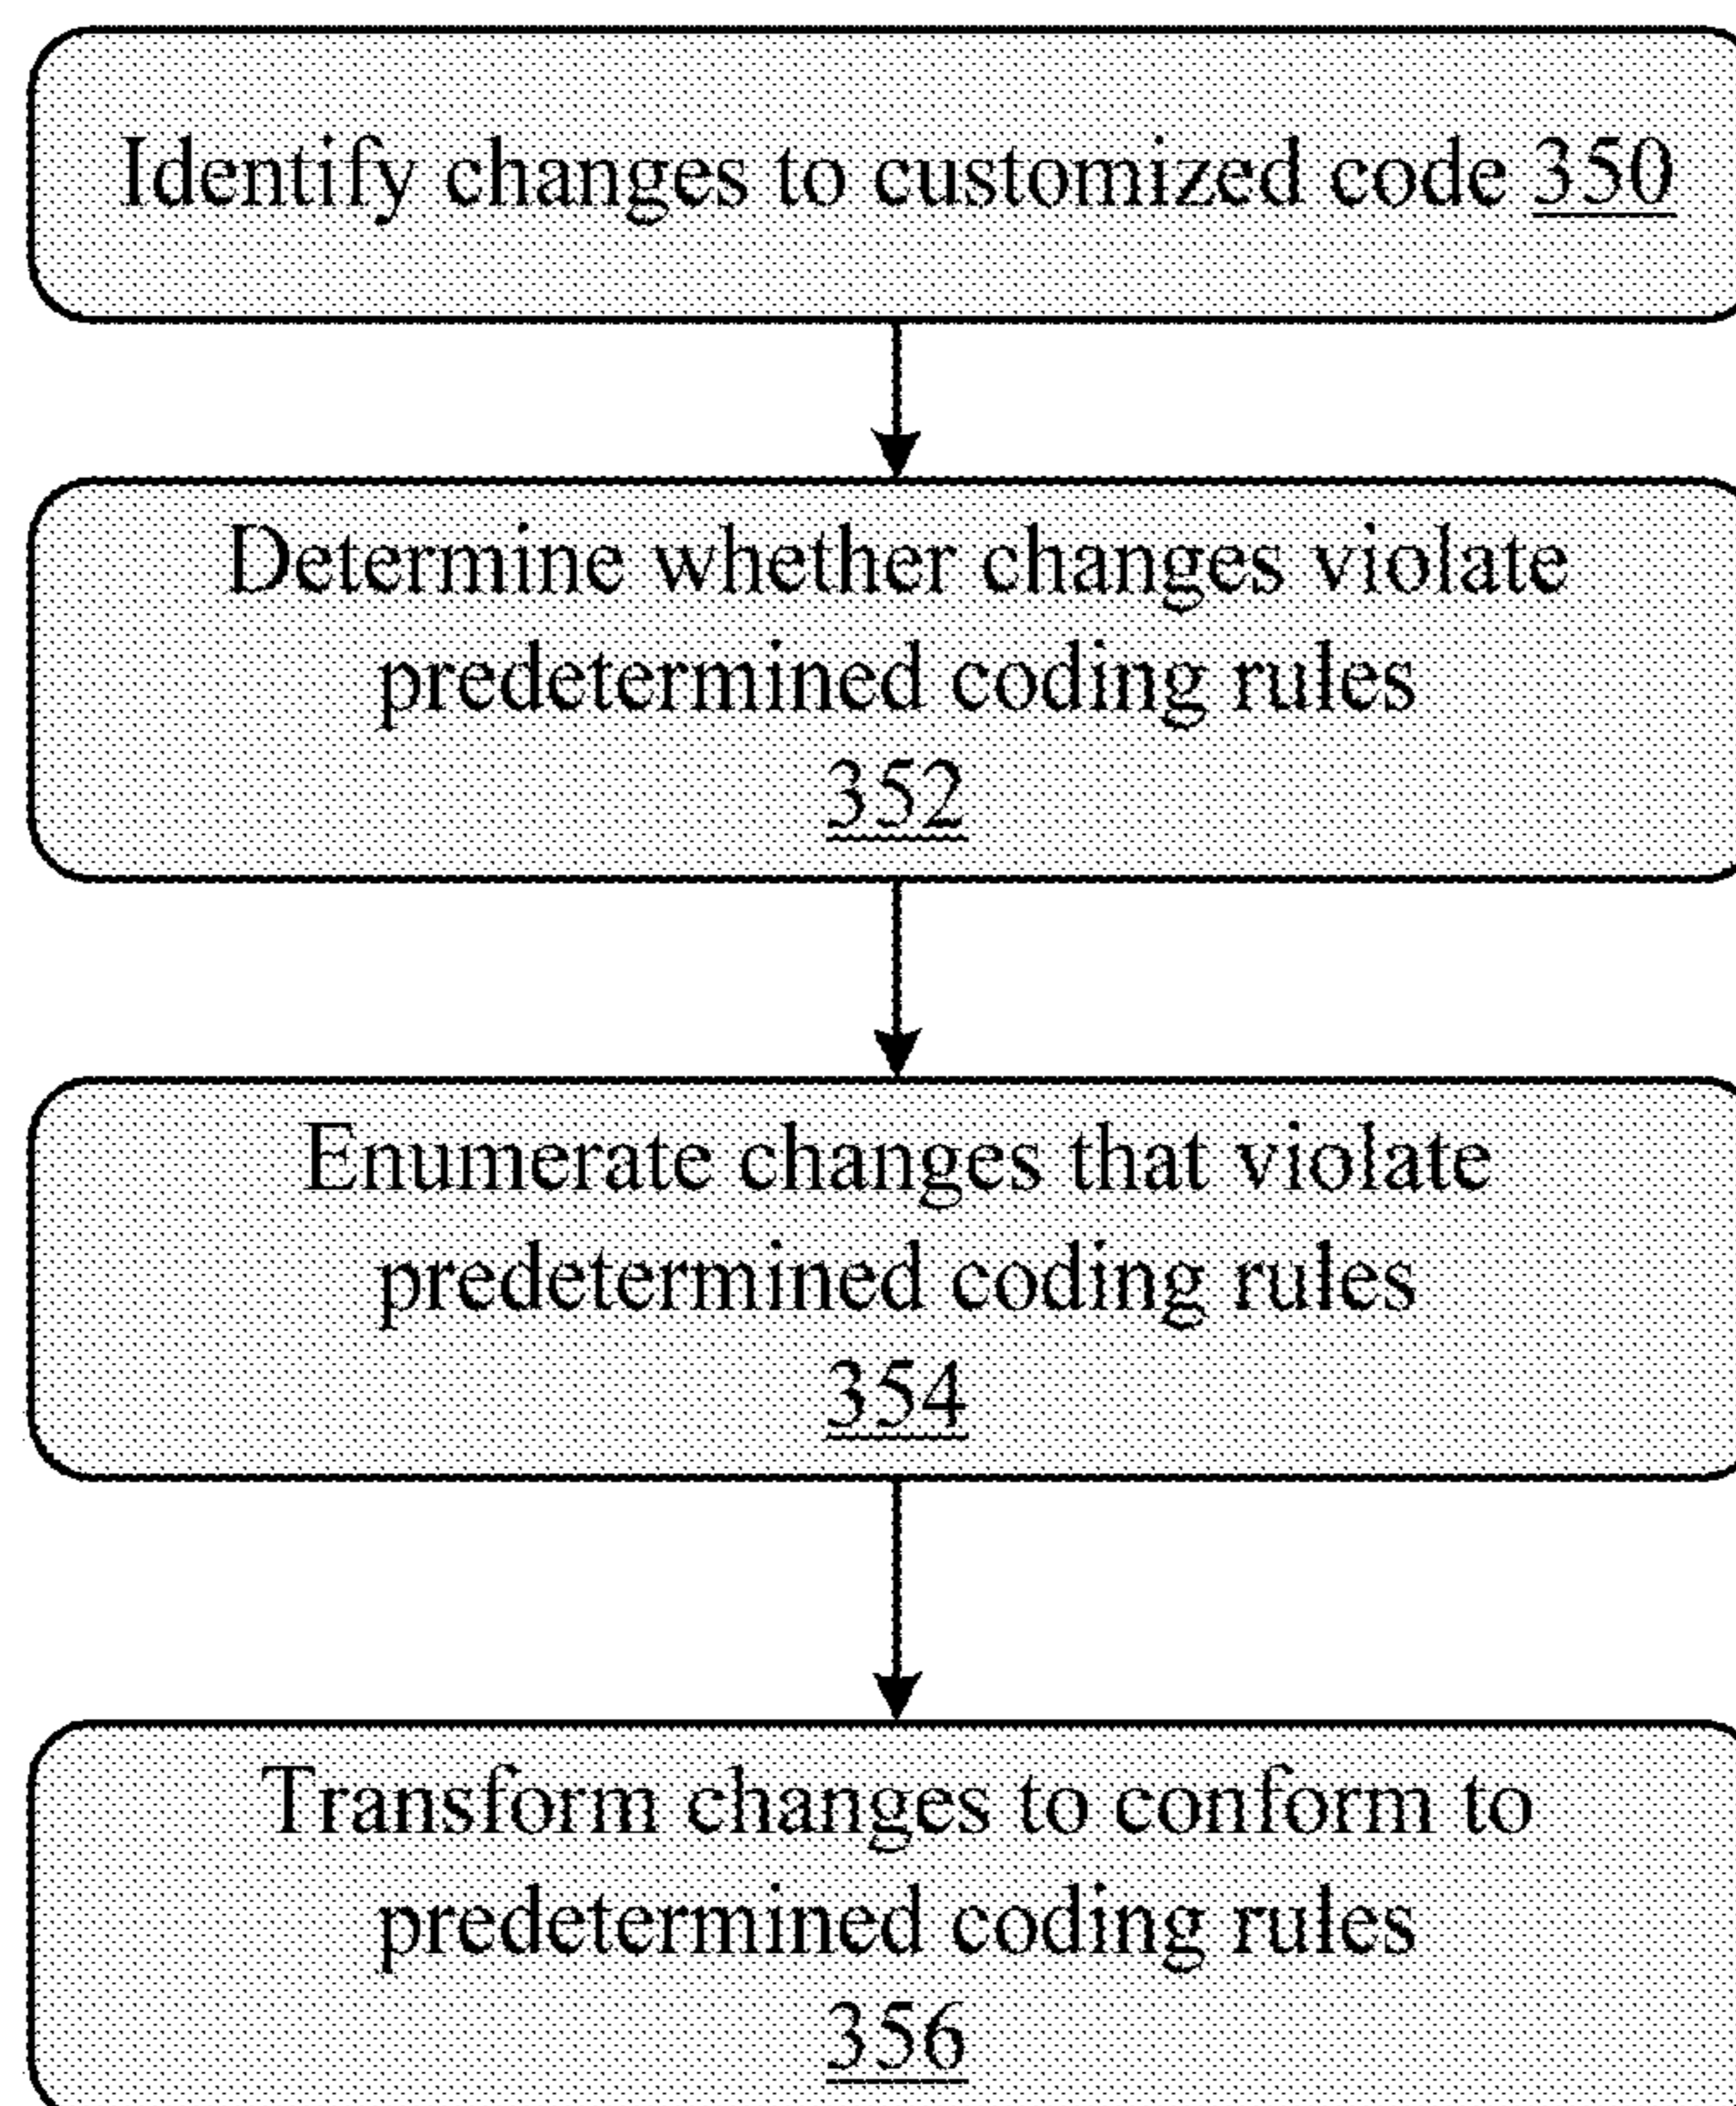 Identify changes to customized code 350
Determine whether changes violate
predetermined coding rules
352
Enumerate changes that violate
predetermined coding rules
354
Transform changes to conform to
predetermined coding rules
356